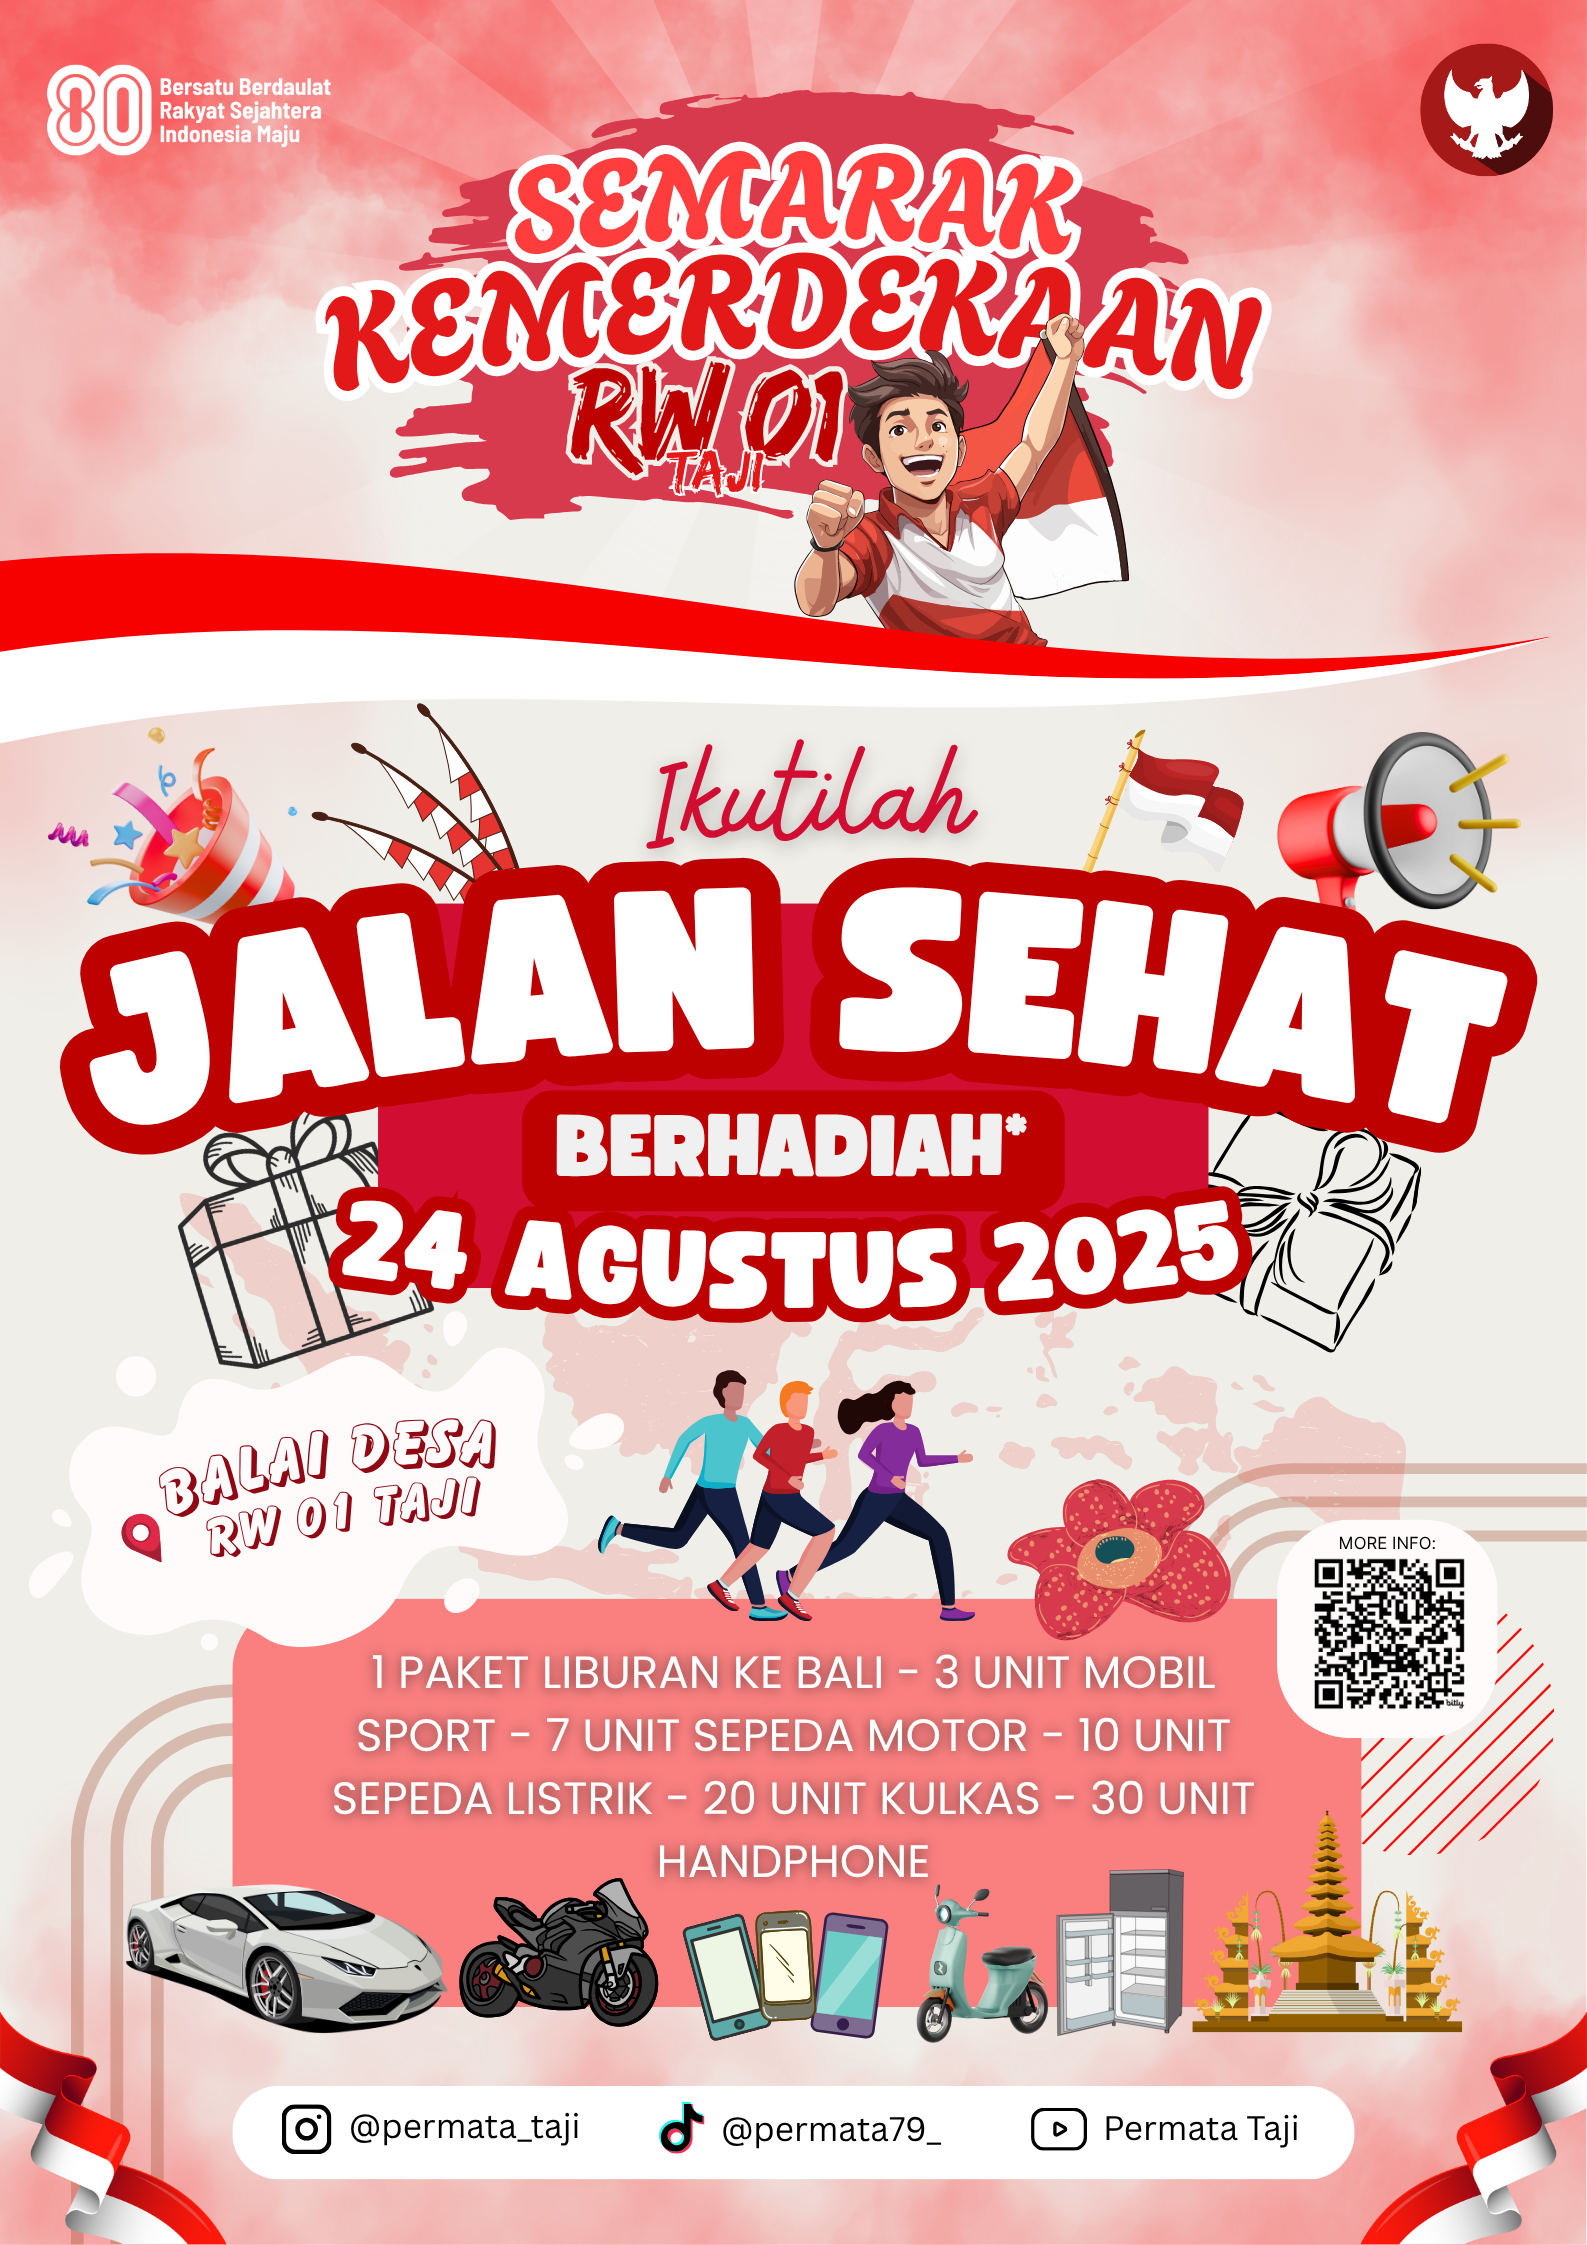 80
Bersatu Berdaulat
Rakyat Sejahtera
Indonesia Maju
SEMARAK
KEMERDEKAAN
RW 01
TAJI
Ikutilah
JALAN SEHAT
BERHADIAH*
24 AGUSTUS 2025
BALAI DESA
RW 01 TAJI
MORE INFO:
bitly
1 PAKET LIBURAN KE BALI - 3 UNIT MOBIL
SPORT - 7 UNIT SEPEDA MOTOR - 10 UNIT
SEPEDA LISTRIK - 20 UNIT KULKAS - 30 UNIT
HANDPHONE
@permata_taji
@permata79_
Permata Taji